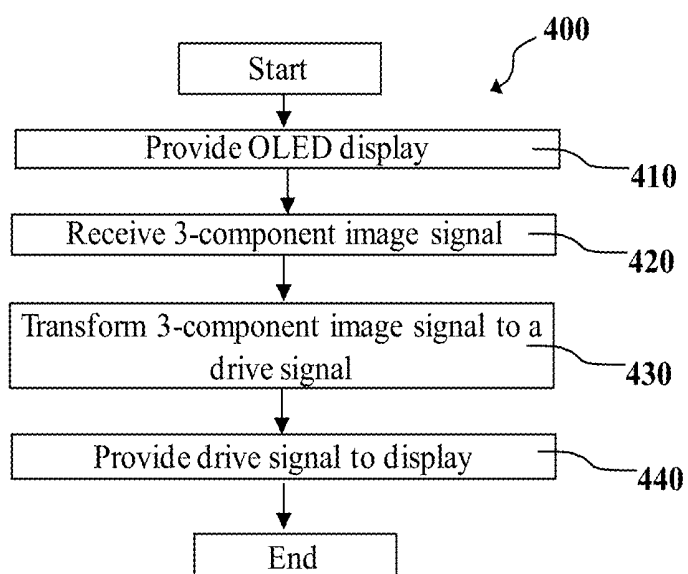 400
Start
Provide OLED display
410
Receive 3-component image signal
420
Transform 3-component image signal to a
drive signal
430
Provide drive signal to display
440
End